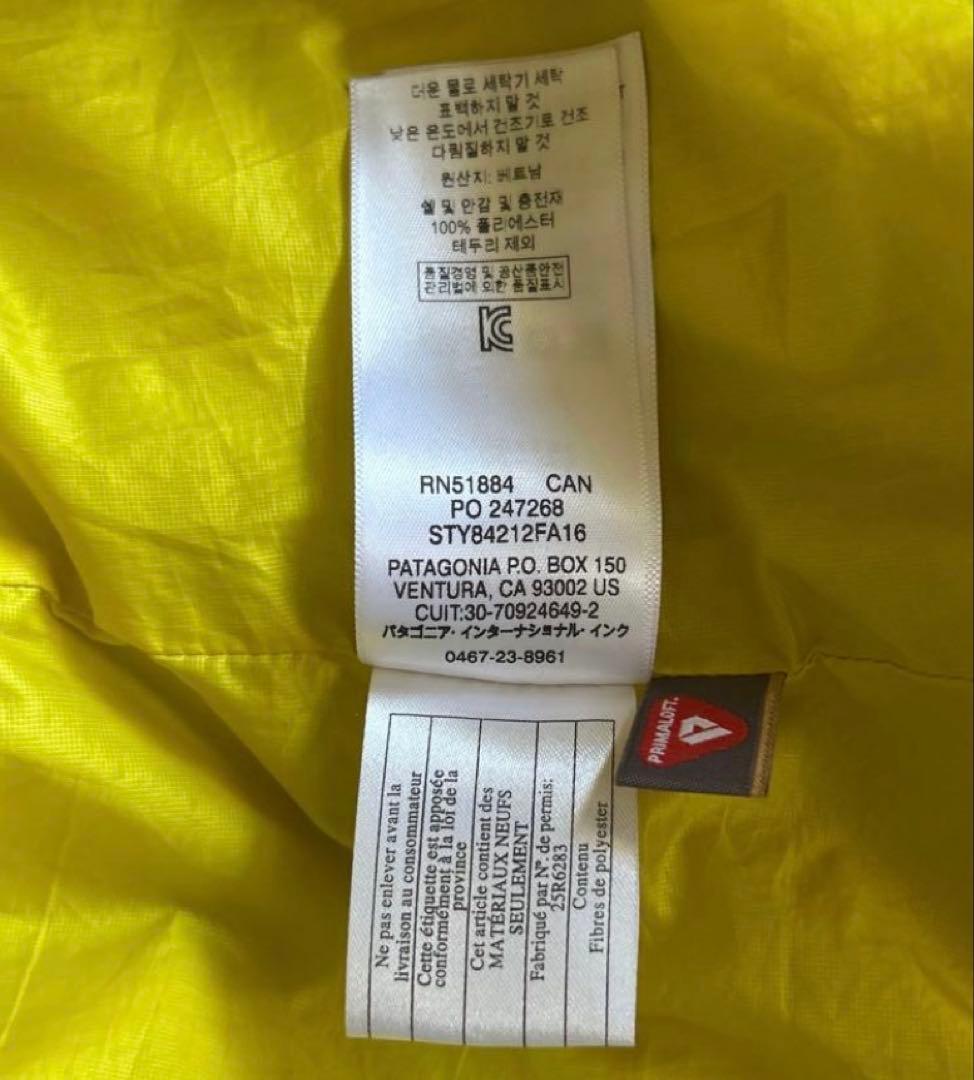 더운 물로 세탁기 세탁
표백하지 말 것
낮은 온도에서 건조기로 건조
다림질하지 말 것
원산지: 베트남
쉘 및 안감 및 충전재
100% 폴리에스터
테두리 제외
품질경영 및 공산품안전
관리법에 의한 품질표시
KC
RN51884 CAN
PO 247268
STY84212FA16
PATAGONIA P.O. BOX 150
VENTURA, CA 93002 US
CUIT:30-70924649-2
パタゴニア・インターナショナル・インク
0467-23-8961
PRIMALOFT.
Ne pas enlever avant la
livraison au consommateur
Cette étiquette est apposée
conformément à la loi de la
province
Cet article contient des
MATÉRIAUX NEUFS
SEULEMENT
Fabriqué par N°. de permis:
25R6283
Contenu
Fibres de polyester